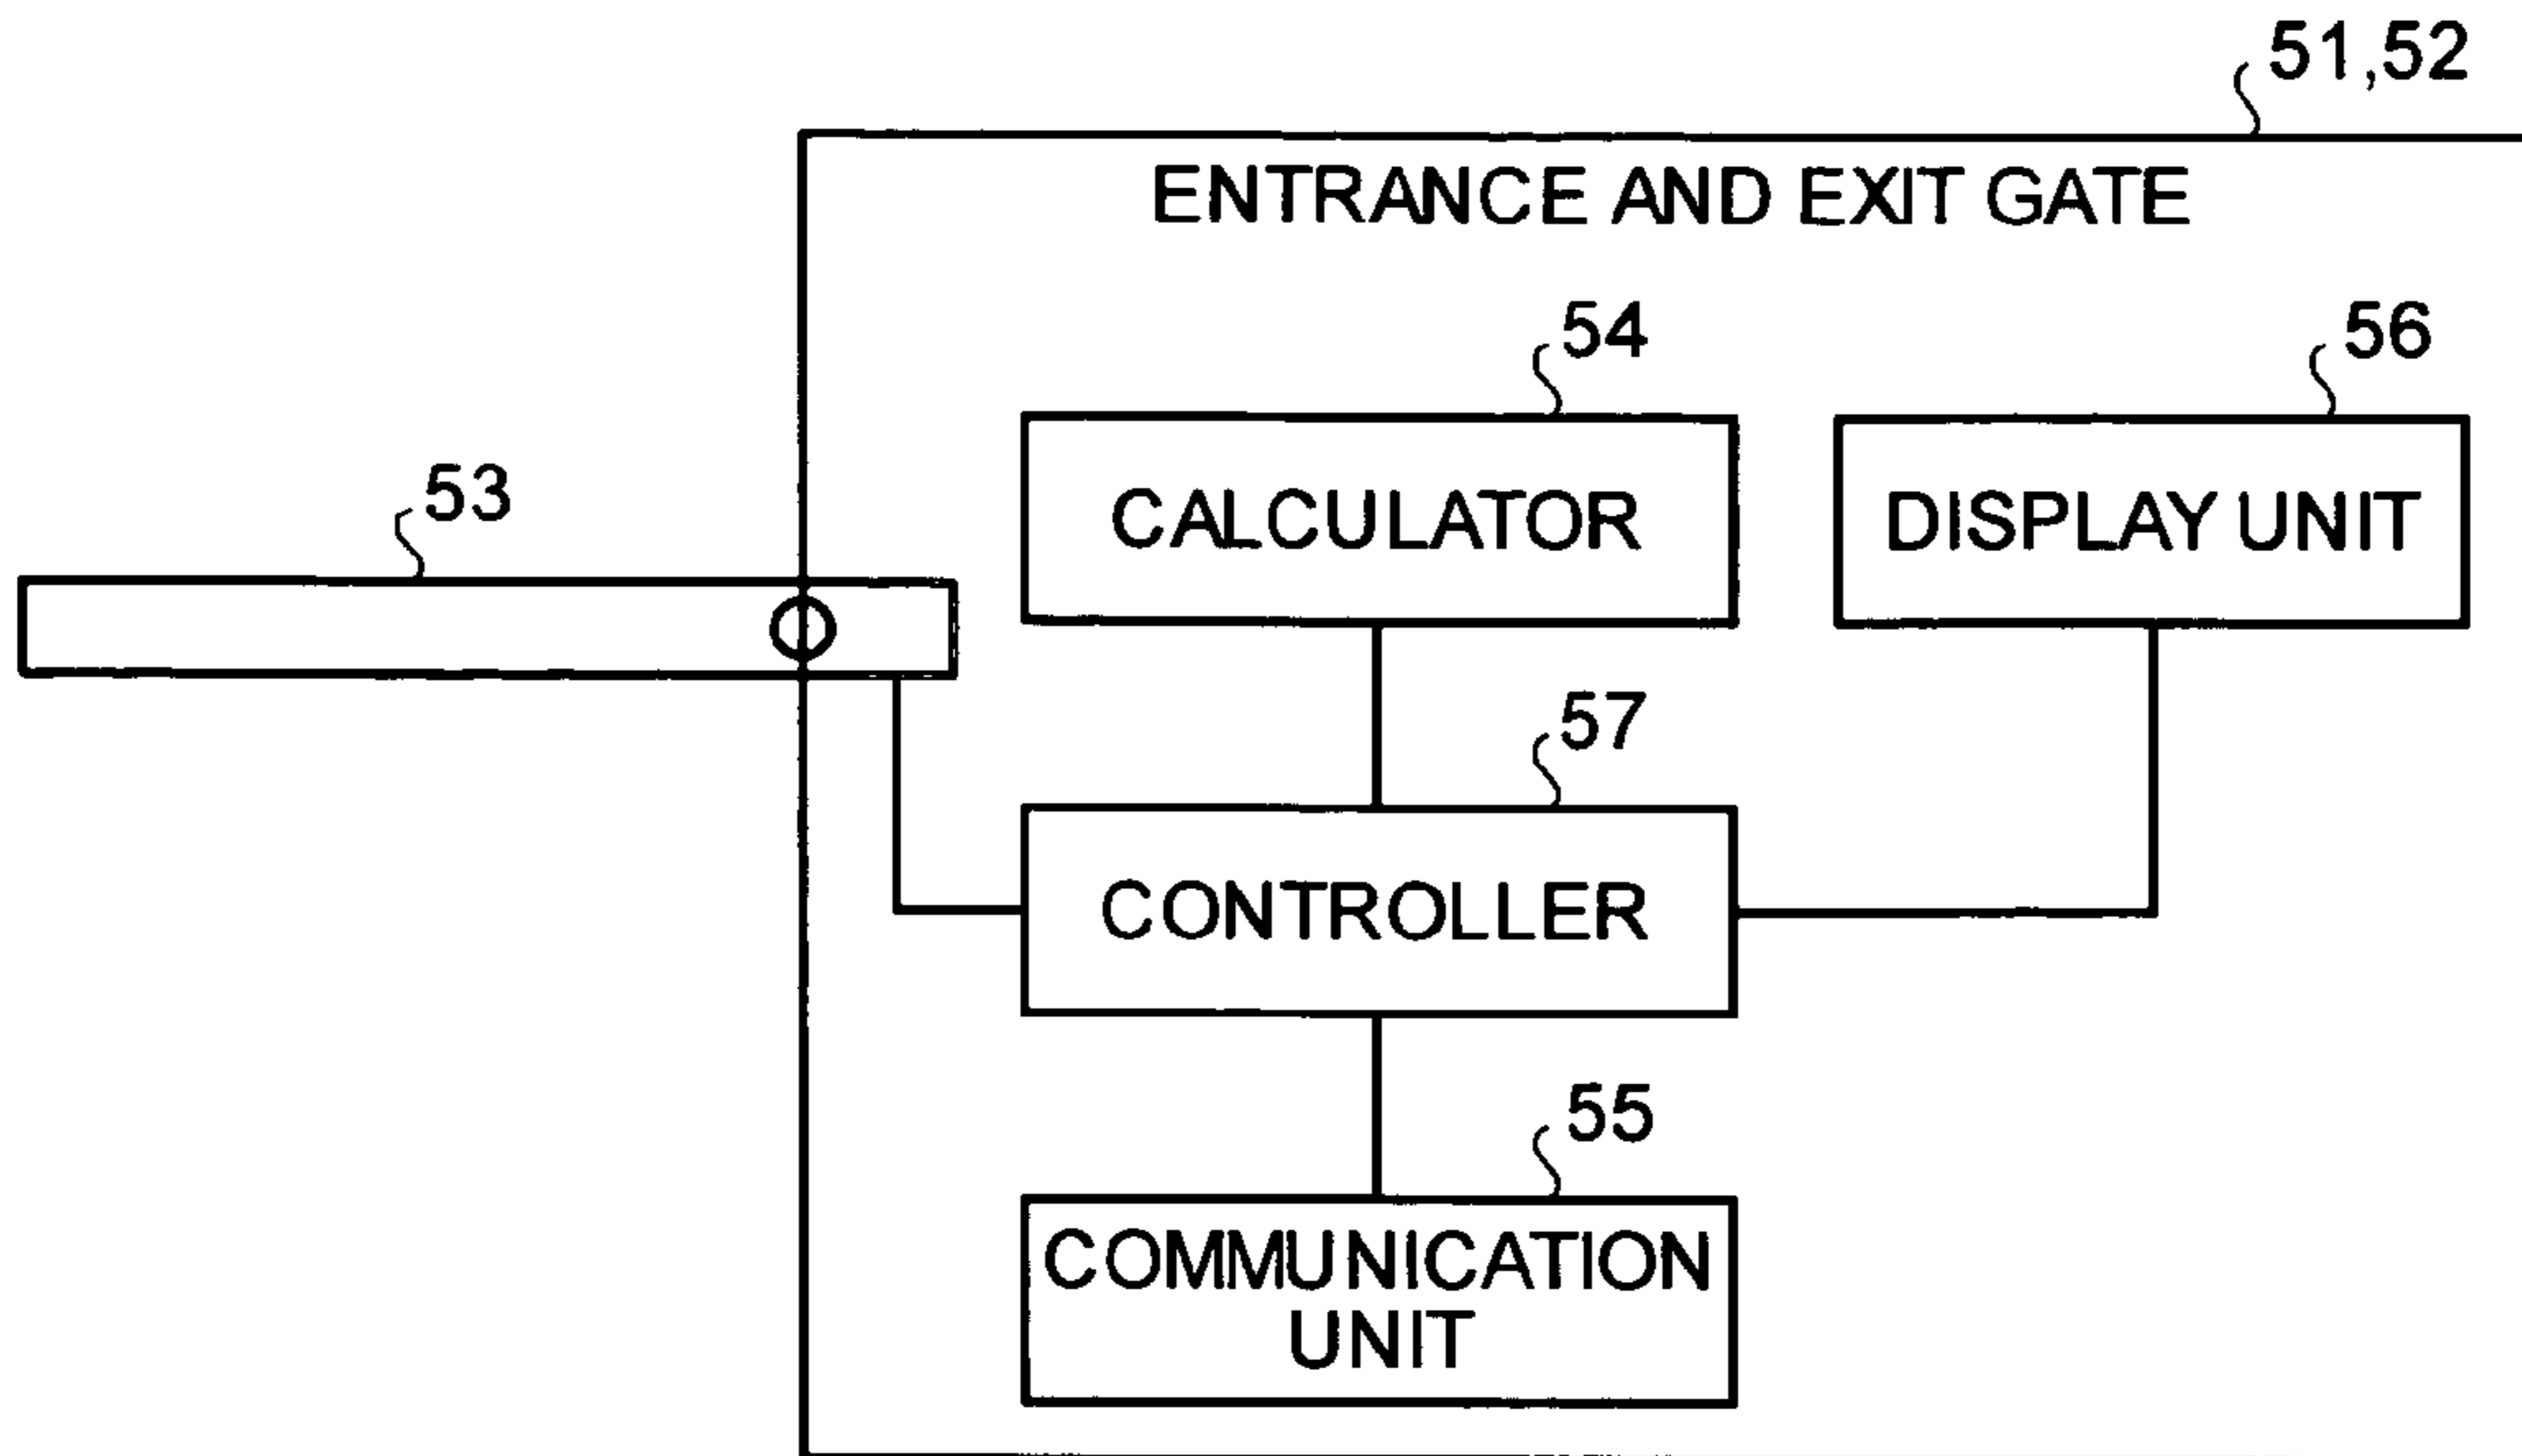 51,52
ENTRANCE AND EXIT GATE
54
56
53
CALCULATOR
DISPLAY UNIT
57
CONTROLLER
55
COMMUNICATION
UNIT